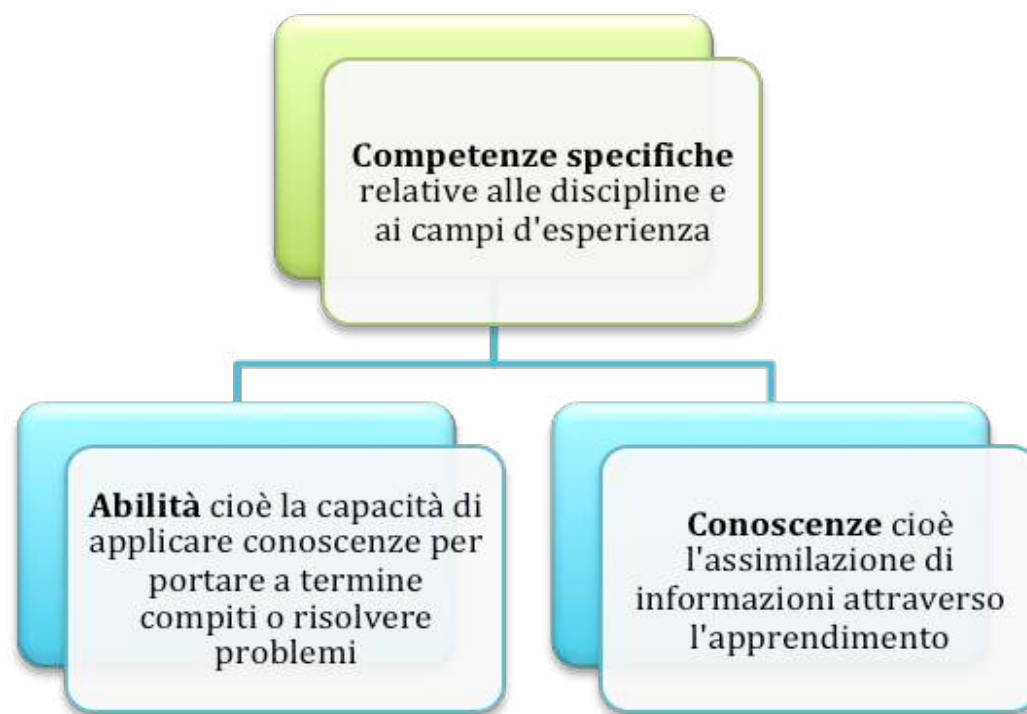 Competenze specifiche
relative alle discipline e
ai campi d'esperienza
Abilità cioè la capacità di
applicare conoscenze per
portare a termine
compiti o risolvere
problemi
Conoscenze cioè
l'assimilazione di
informazioni attraverso
l'apprendimento